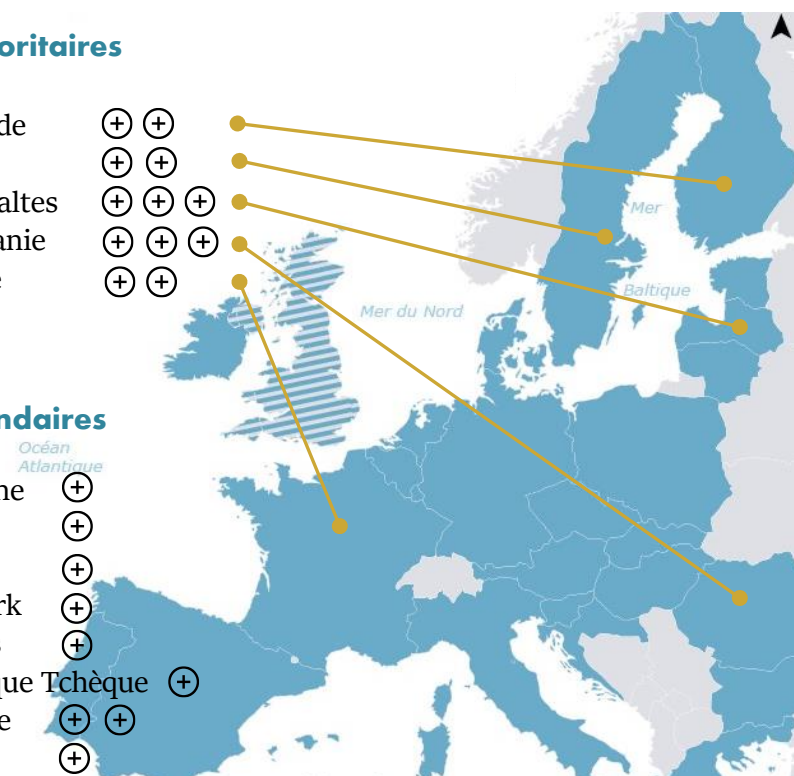 oritaires
de
altes
anie
e
Mer
Baltique
Mer du Nord
ndaires
Océan
Atlantique
ne
rk
que Tchèque
e